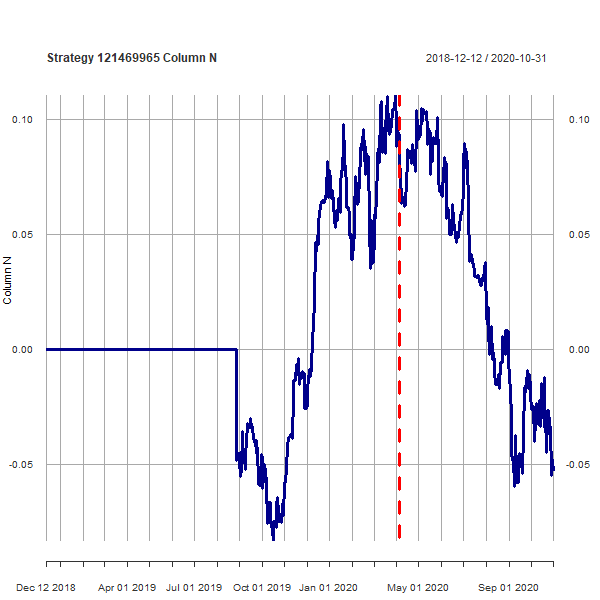 Strategy 121469965 Column N
2018-12-12 / 2020-10-31
0.10
0.10
0.05
0.05
Column N
0.00
0.00
-0.05
-0.05
Dec 12 2018
Apr 01 2019
Jul 01 2019
Oct 01 2019
Jan 01 2020
May 01 2020
Sep 01 2020